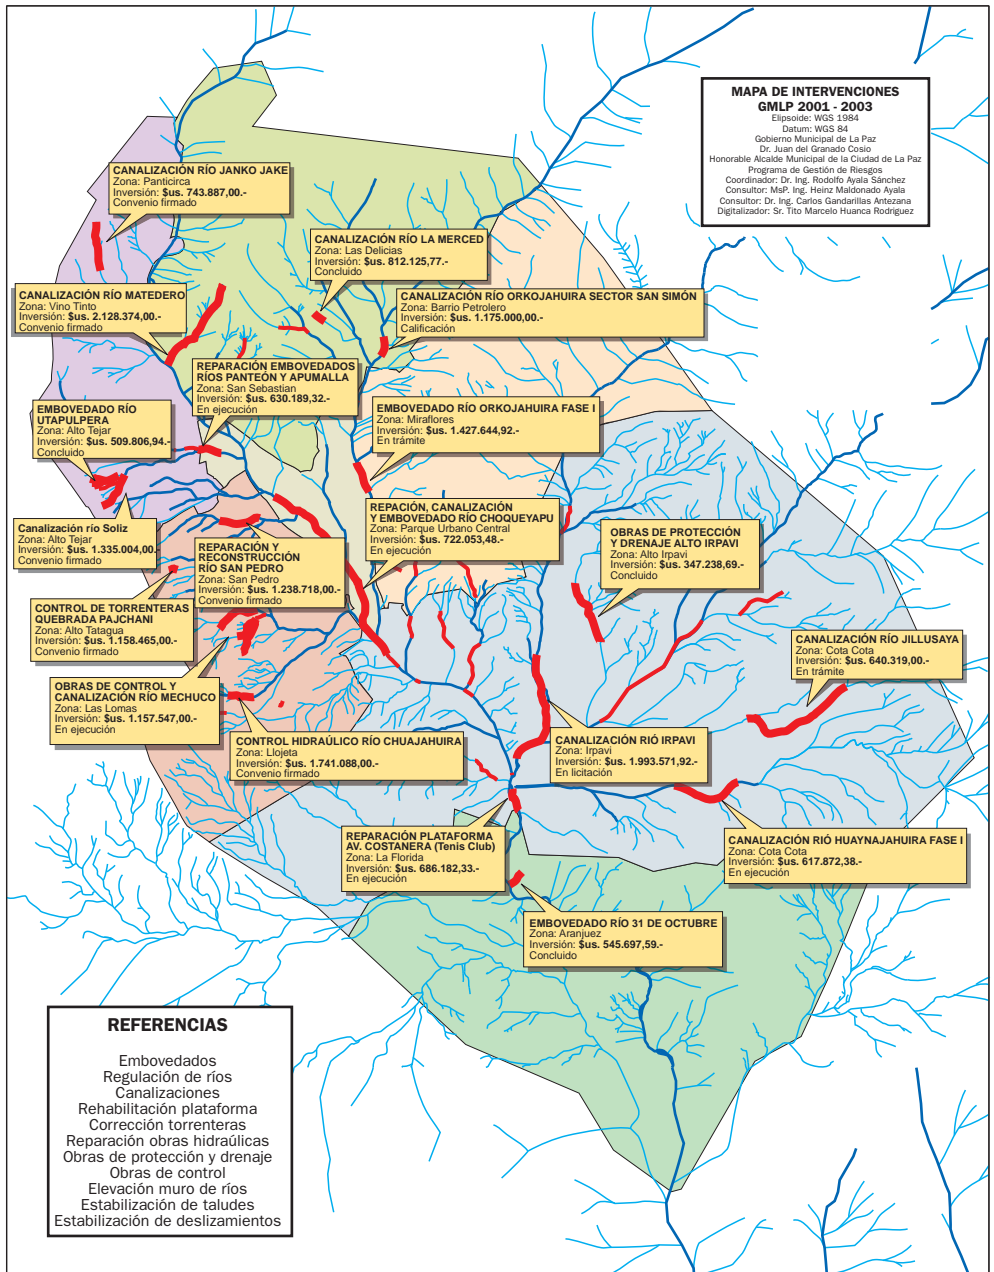 MAPA DE INTERVENCIONES
GMLP 2001 - 2003
Elipsoide: WGS 1984
Datum: WGS 84
Gobierno Municipal de La Paz
Dr. Juan del Granado Cosio
Honorable Alcalde Municipal de la Ciudad de La Paz
Programa de Gestión de Riesgos
Coordinador: Dr. Ing. Rodolfo Ayala Sánchez
Consultor: MsP. Ing. Heinz Maldonado Ayala
Consultor: Dr. Ing. Carlos Gandarillas Antezana
Digitalizador: Sr. Tito Marcelo Huanca Rodriguez
CANALIZACIÓN RÍO JANKO JAKE
Zona: Panticirca
Inversión: $us. 743.887,00.-
Convenio firmado
CANALIZACIÓN RÍO LA MERCED
Zona: Las Delicias
Inversión: $us. 812.125,77.-
Concluido
CANALIZACIÓN RÍO MATEDERO
Zona: Vino Tinto
Inversión: $us. 2.128.374,00.-
Convenio firmado
CANALIZACIÓN RÍO ORKOJAHUIRA SECTOR SAN SIMÓN
Zona: Barrio Petrolero
Inversión: $us. 1.175.000,00.-
Calificación
REPARACIÓN EMBOVEDADOS
RÍOS PANTEÓN Y APUMALLA
Zona: San Sebastian
Inversión: $us. 630.189,32.-
En ejecución
EMBOVEDADO RÍO
UTAPULPERA
Zona: Alto Tejar
Inversión: $us. 509.806,94.-
Concluido
EMBOVEDADO RÍO ORKOJAHUIRA FASE I
Zona: Miraflores
Inversión: $us. 1.427.644,92.-
En trámite
REPACIÓN, CANALIZACIÓN
Y EMBOVEDADO RÍO CHOQUEYAPU
Zona: Parque Urbano Central
Inversión: $us. 722.053,48.-
En ejecución
Canalización río Soliz
Zona: Alto Tejar
Inversión: $us. 1.335.004,00.-
Convenio firmado
OBRAS DE PROTECCIÓN
Y DRENAJE ALTO IRPAVI
Zona: Alto Irpavi
Inversión: $us. 347.238,69.-
Concluido
REPARACIÓN Y
RECONSTRUCCIÓN
RÍO SAN PEDRO
Zona: San Pedro
Inversión: $us. 1.238.718,00.-
Convenio firmado
CONTROL DE TORRENTERAS
QUEBRADA PAJCHANI
Zona: Alto Tatagua
Inversión: $us. 1.158.465,00.-
Convenio firmado
CANALIZACIÓN RÍO JILLUSAYA
Zona: Cota Cota
Inversión: $us. 640.319,00.-
En trámite
OBRAS DE CONTROL Y
CANALIZACIÓN RÍO MECHUCO
Zona: Las Lomas
Inversión: $us. 1.157.547,00.-
En ejecución
CONTROL HIDRAÚLICO RÍO CHUAJAHUIRA
Zona: Llojeta
Inversión: $us. 1.741.088,00.-
Convenio firmado
CANALIZACIÓN RIÓ IRPAVI
Zona: Irpavi
Inversión: $us. 1.993.571,92.-
En licitación
REPARACIÓN PLATAFORMA
AV. COSTANERA (Tenis Club)
Zona: La Florida
Inversión: $us. 686.182,33.-
En ejecución
CANALIZACIÓN RIÓ HUAYNAJAHUIRA FASE I
Zona: Cota Cota
Inversión: $us. 617.872,38.-
En ejecución
EMBOVEDADO RÍO 31 DE OCTUBRE
Zona: Aranjuez
Inversión: $us. 545.697,59.-
Concluido
REFERENCIAS
Embovedados
Regulación de ríos
Canalizaciones
Rehabilitación plataforma
Corrección torrenteras
Reparación obras hidraúlicas
Obras de protección y drenaje
Obras de control
Elevación muro de ríos
Estabilización de taludes
Estabilización de deslizamientos